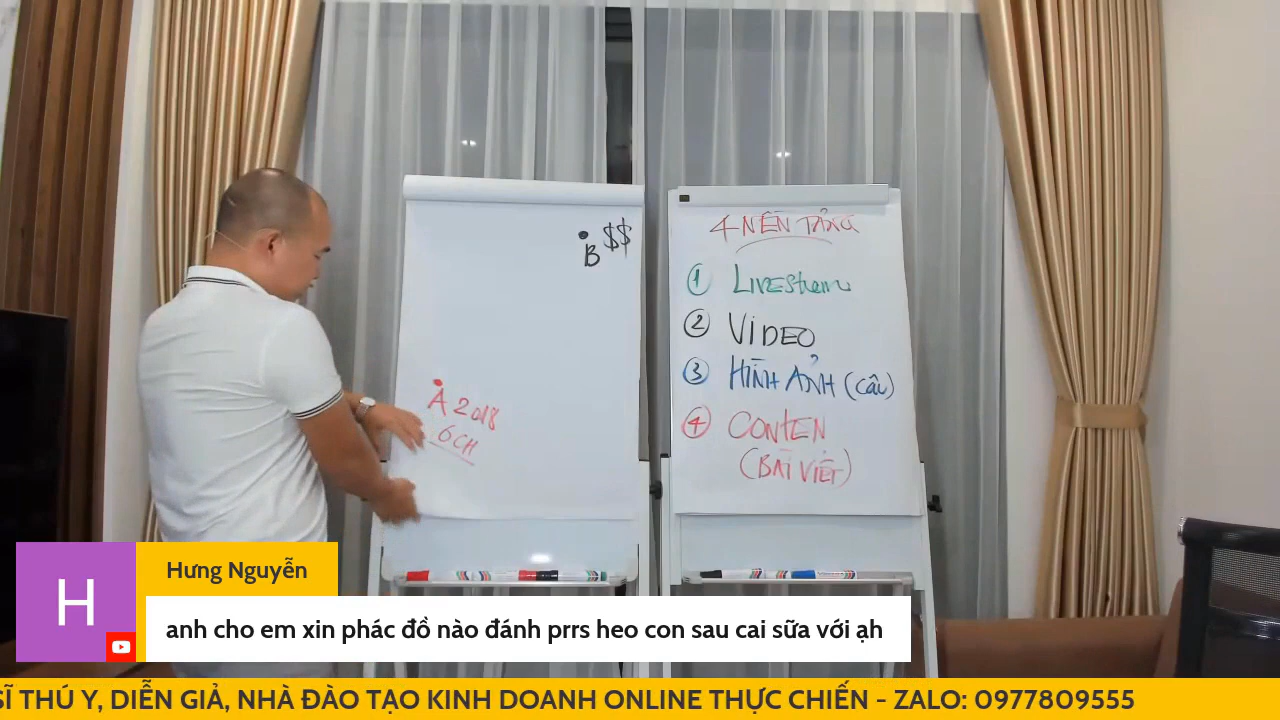 B $$
A 2018
6CH
4 NỀN TẢNG
1 LIVEStream
2 VIDEO
3 HÌNH ẢNH (Câu)
4 CONTEN
(BÀI VIẾT)
H
Hưng Nguyễn
anh cho em xin phác đồ nào đánh prrs heo con sau cai sữa với ạh
SĨ THÚ Y, DIỄN GIẢ, NHÀ ĐÀO TẠO KINH DOANH ONLINE THỰC CHIẾN - ZALO: 0977809555